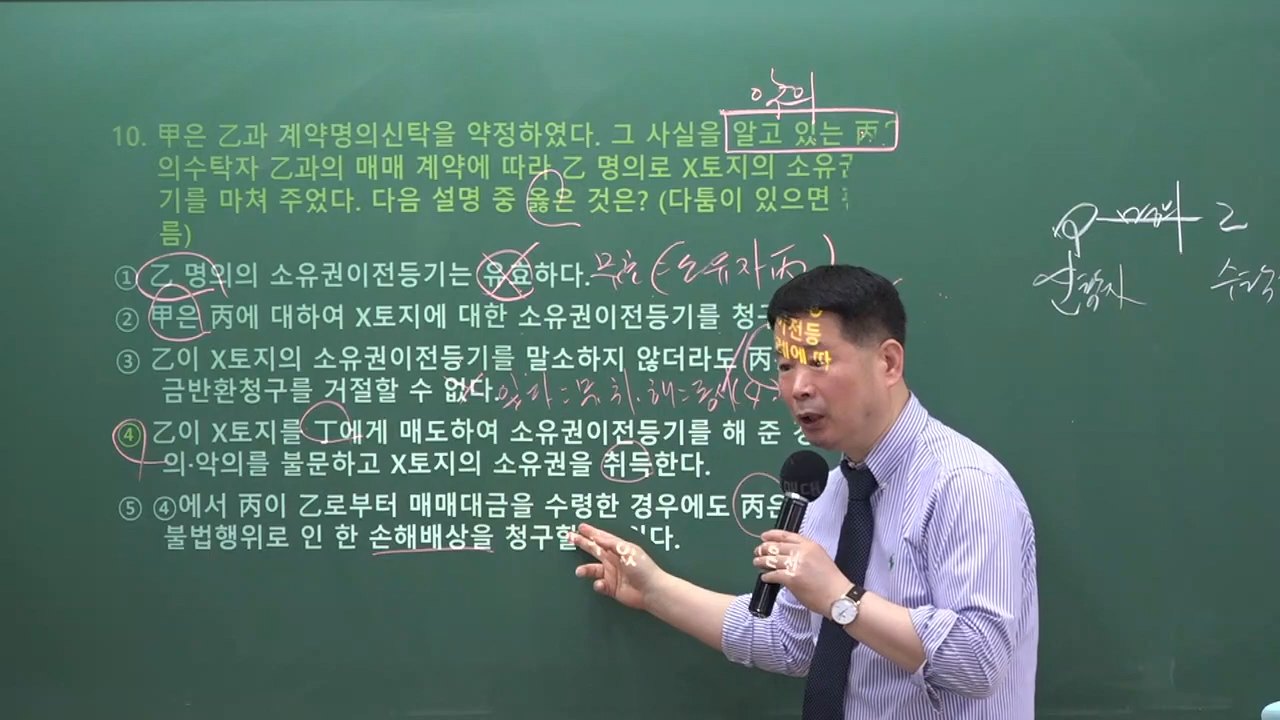 악의
10. 甲은 乙과 계약명의신탁을 약정하였다. 그 사실을 알고 있는 丙
의수탁자 乙과의 매매 계약에 따라 乙 명의로 X토지의 소유
기를 마쳐 주었다. 다음 설명 중 옳은 것은? (다툼이 있으면
름)
① 乙 명의의 소유권이전등기는 유효하다. 무효 (= 소유자 丙)
② 甲은 丙에 대하여 X토지에 대한 소유권이전등기를 청구
③ 乙이 X토지의 소유권이전등기를 말소하지 않더라도 丙
금반환청구를 거절할 수 없다.
④ 乙이 X토지를 丁에게 매도하여 소유권이전등기를 해 준
의·악의를 불문하고 X토지의 소유권을 취득한다.
⑤ ④에서 丙이 乙로부터 매매대금을 수령한 경우에도 丙은
불법행위로 인 한 손해배상을 청구할 다.
신탁자
수탁